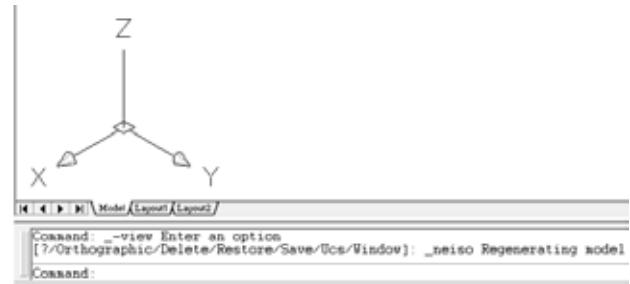 Z
X Y
Model Layout1 Layout2
Command: _-view Enter an option
[?/Orthographic/Delete/Restore/Save/Ucs/Window]: _neiso Regenerating model
Command: